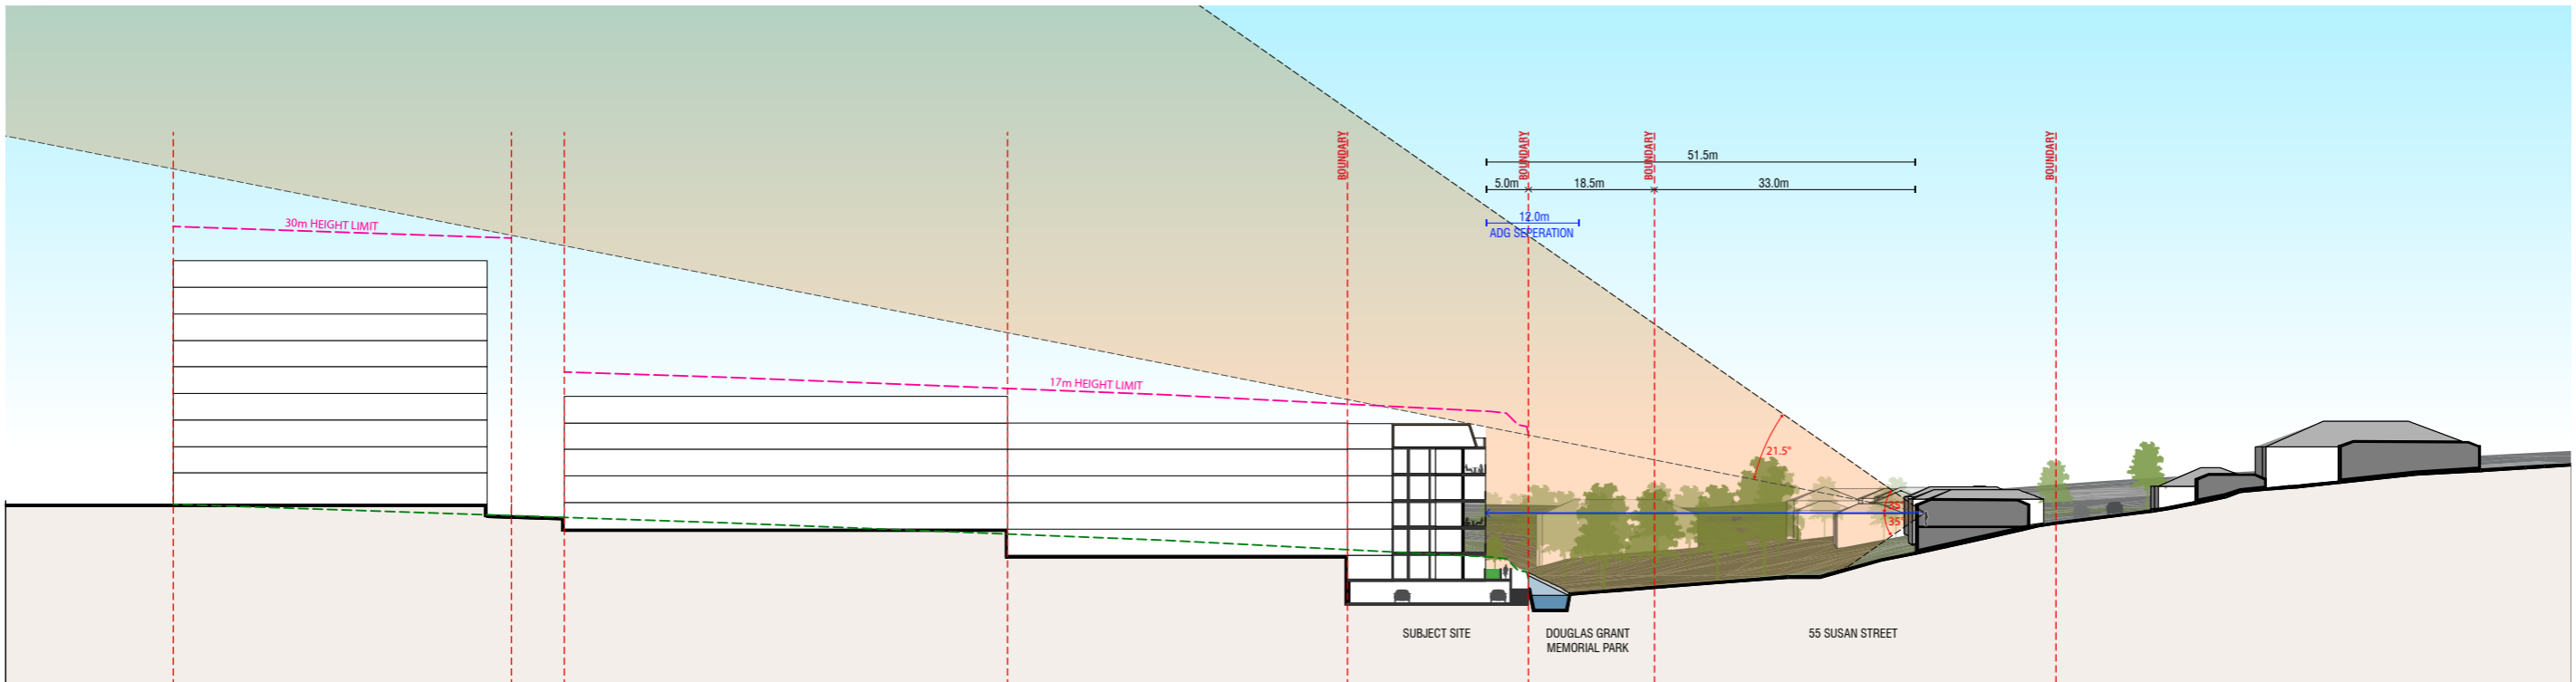 BOUNDARY
BOUNDARY
BOUNDARY
BOUNDARY
51.5m
5.0m
18.5m
33.0m
12.0m
ADG SEPERATION
30m HEIGHT LIMIT
17m HEIGHT LIMIT
21.5°
35°
35°
SUBJECT SITE
DOUGLAS GRANT
MEMORIAL PARK
55 SUSAN STREET